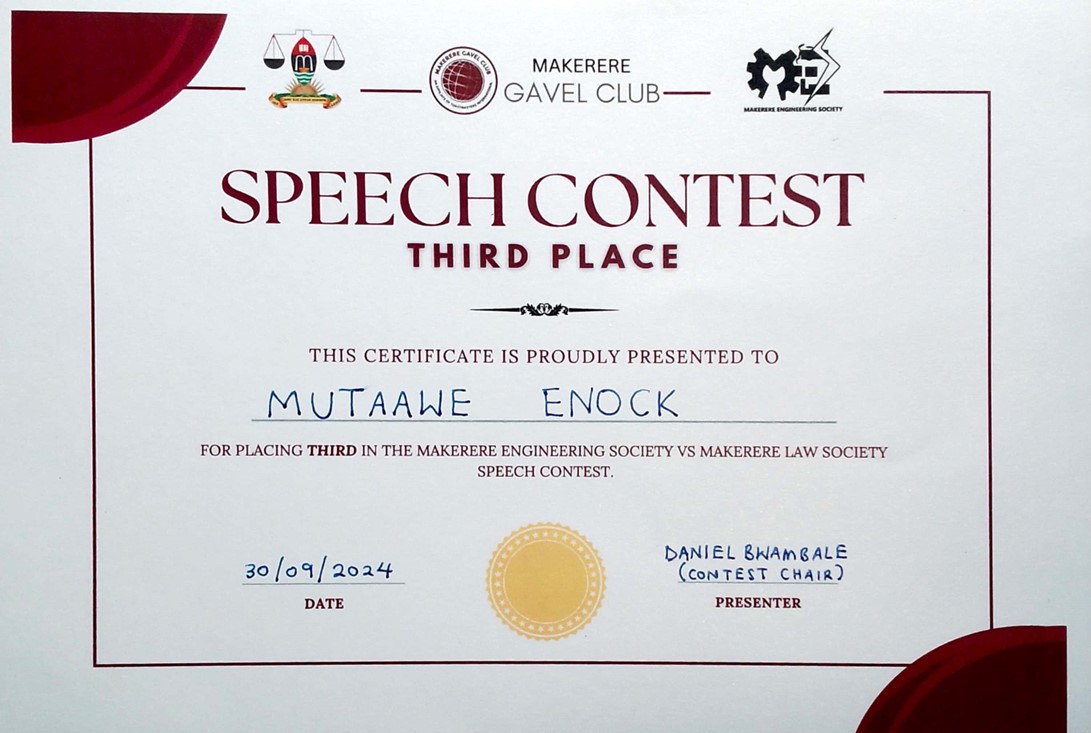 MAKERERE GAVEL CLUB
MAKERERE
GAVEL CLUB
MAKERERE ENGINEERING SOCIETY
SPEECH CONTEST
THIRD PLACE
THIS CERTIFICATE IS PROUDLY PRESENTED TO
MUTAAWE ENOCK
FOR PLACING THIRD IN THE MAKERERE ENGINEERING SOCIETY VS MAKERERE LAW SOCIETY
SPEECH CONTEST.
30/09/2024
DATE
DANIEL BWAMBALE
(CONTEST CHAIR)
PRESENTER